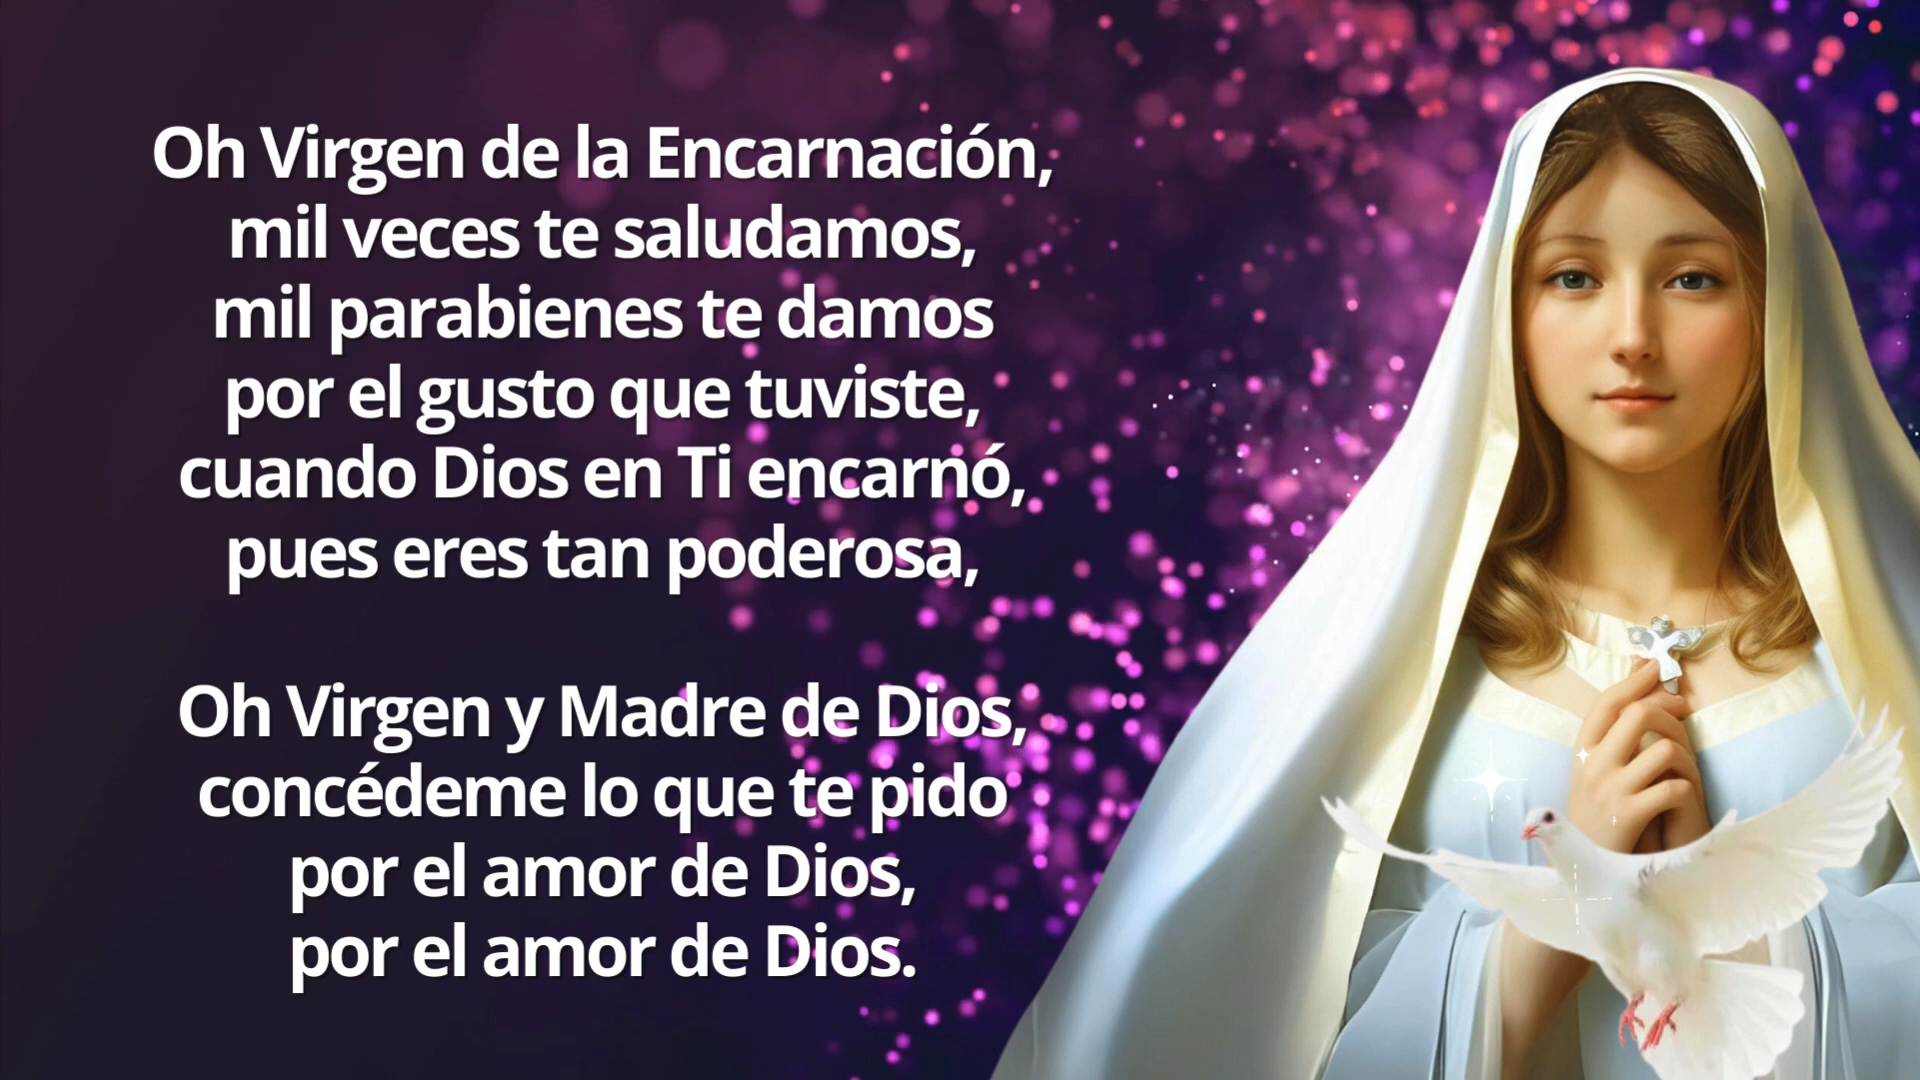 Oh Virgen de la Encarnación,
mil veces te saludamos,
mil parabienes te damos
por el gusto que tuviste,
cuando Dios en Ti encarnó,
pues eres tan poderosa,
Oh Virgen y Madre de Dios,
concédeme lo que te pido
por el amor de Dios,
por el amor de Dios.